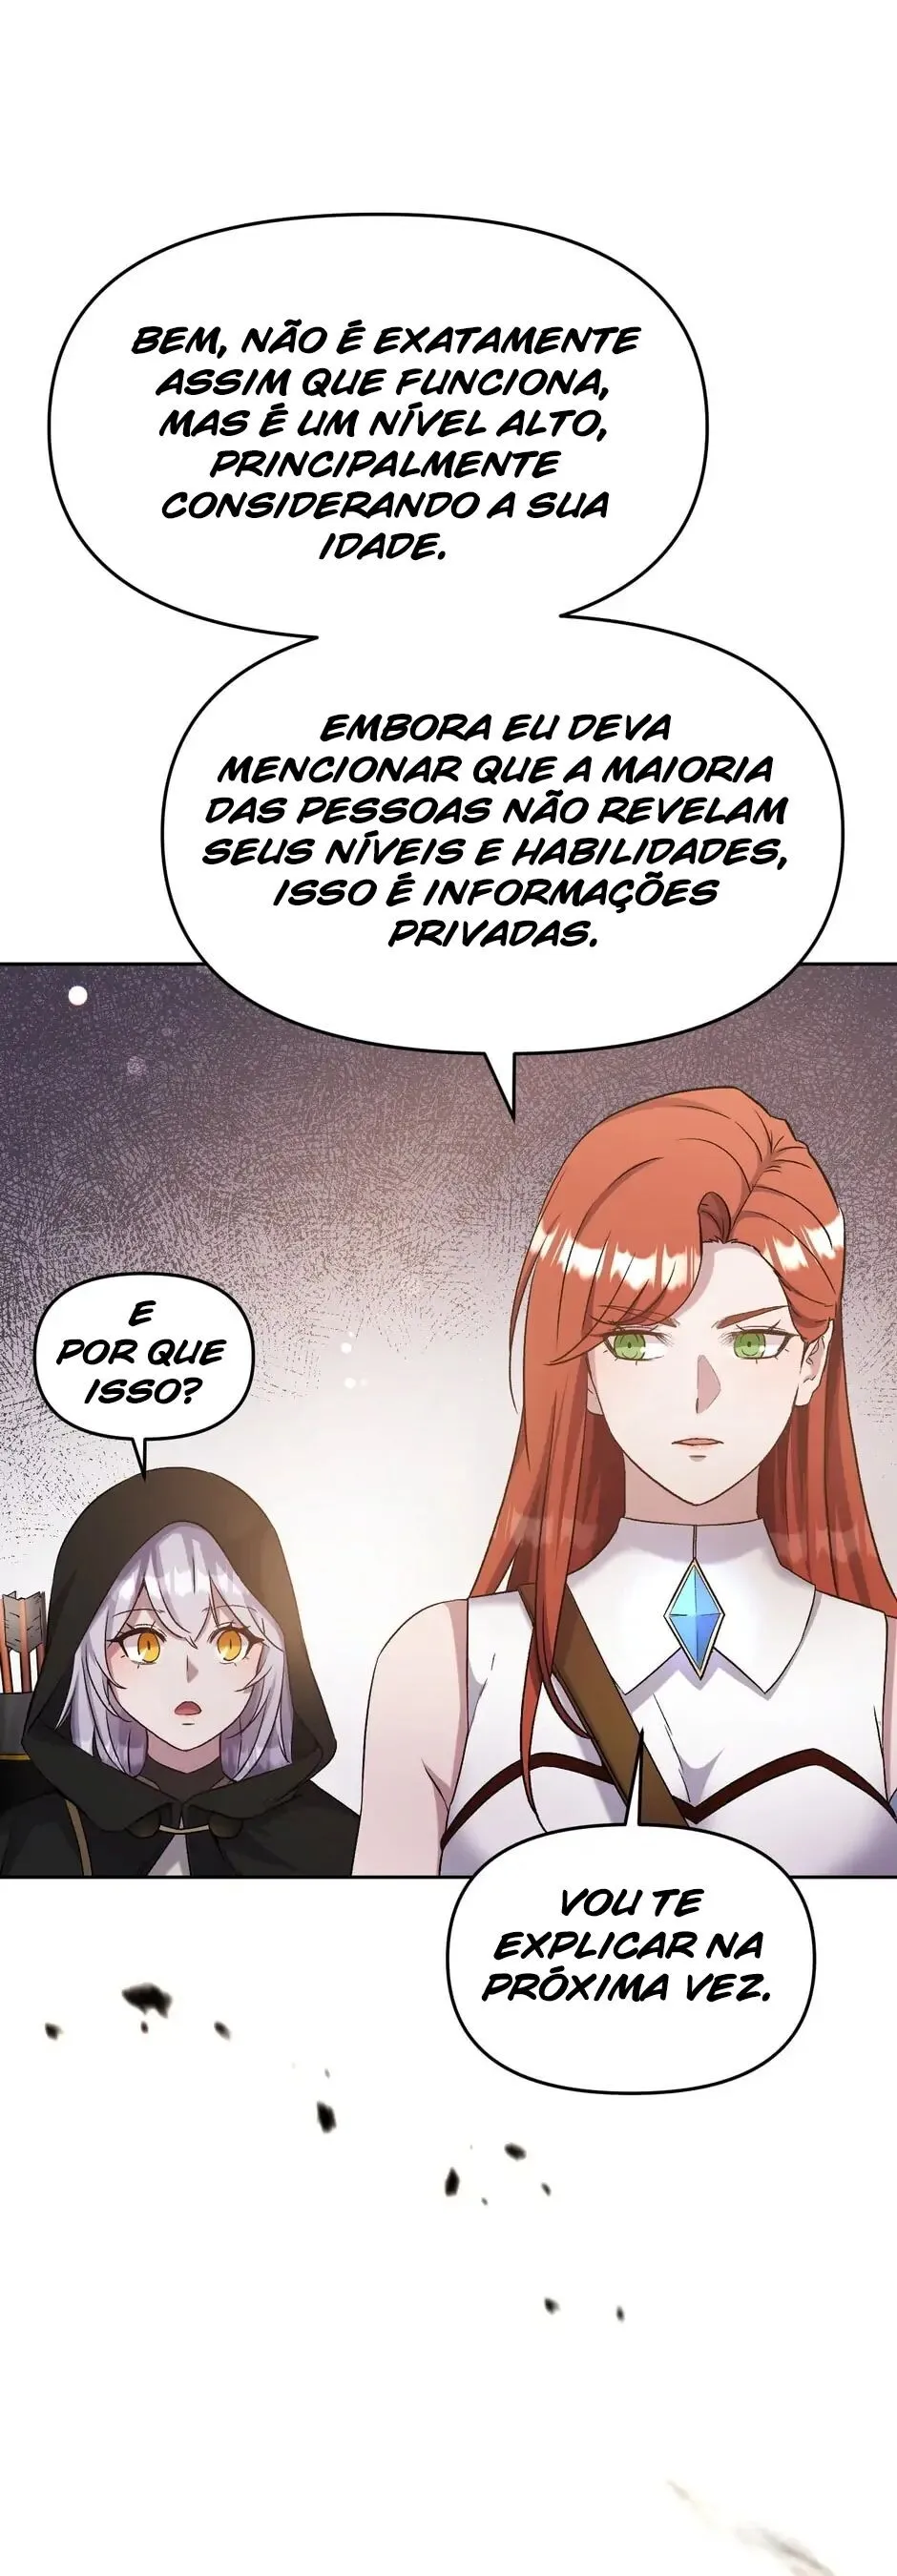 BEM, NÃO É EXATAMENTE
ASSIM QUE FUNCIONA,
MAS É UM NÍVEL ALTO,
PRINCIPALMENTE
CONSIDERANDO A SUA
IDADE.
EMBORA EU DEVA
MENCIONAR QUE A MAIORIA
DAS PESSOAS NÃO REVELAM
SEUS NÍVEIS E HABILIDADES,
ISSO É INFORMAÇÕES
PRIVADAS.
E
POR QUE
ISSO?
VOU TE
EXPLICAR NA
PRÓXIMA VEZ.